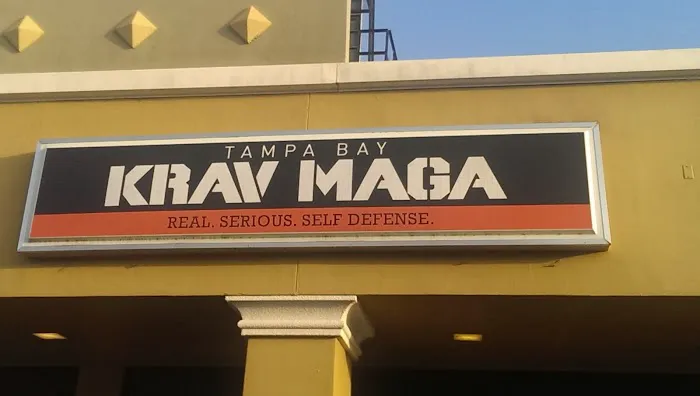 TAMPA BAY
KRAV MAGA
REAL. SERIOUS. SELF DEFENSE.